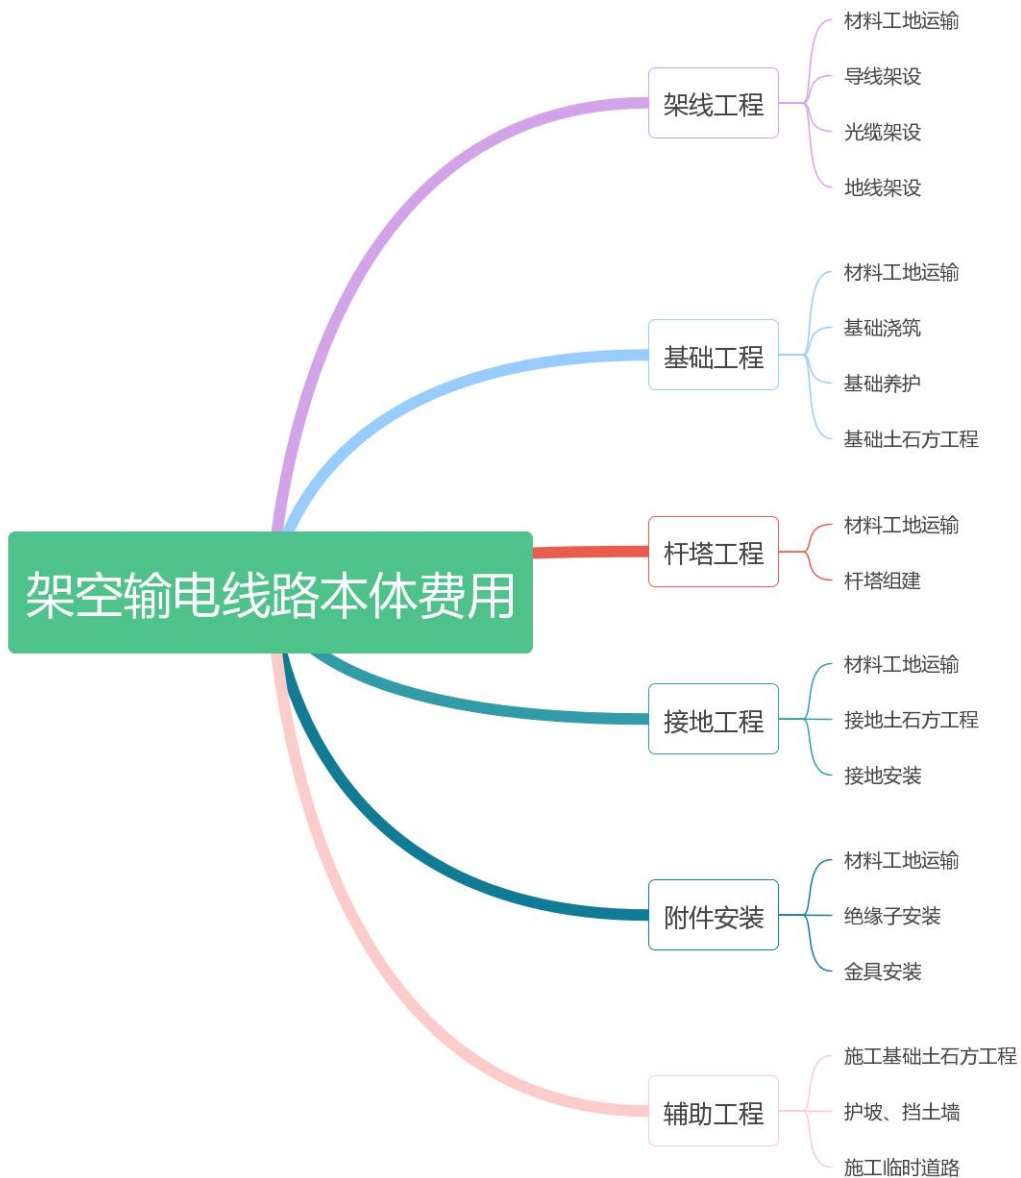 架空输电线路本体费用
架线工程
材料工地运输
导线架设
光缆架设
地线架设
基础工程
材料工地运输
基础浇筑
基础养护
基础土石方工程
杆塔工程
材料工地运输
杆塔组建
接地工程
材料工地运输
接地土石方工程
接地安装
附件安装
材料工地运输
绝缘子安装
金具安装
辅助工程
施工基础土石方工程
护坡、挡土墙
施工临时道路